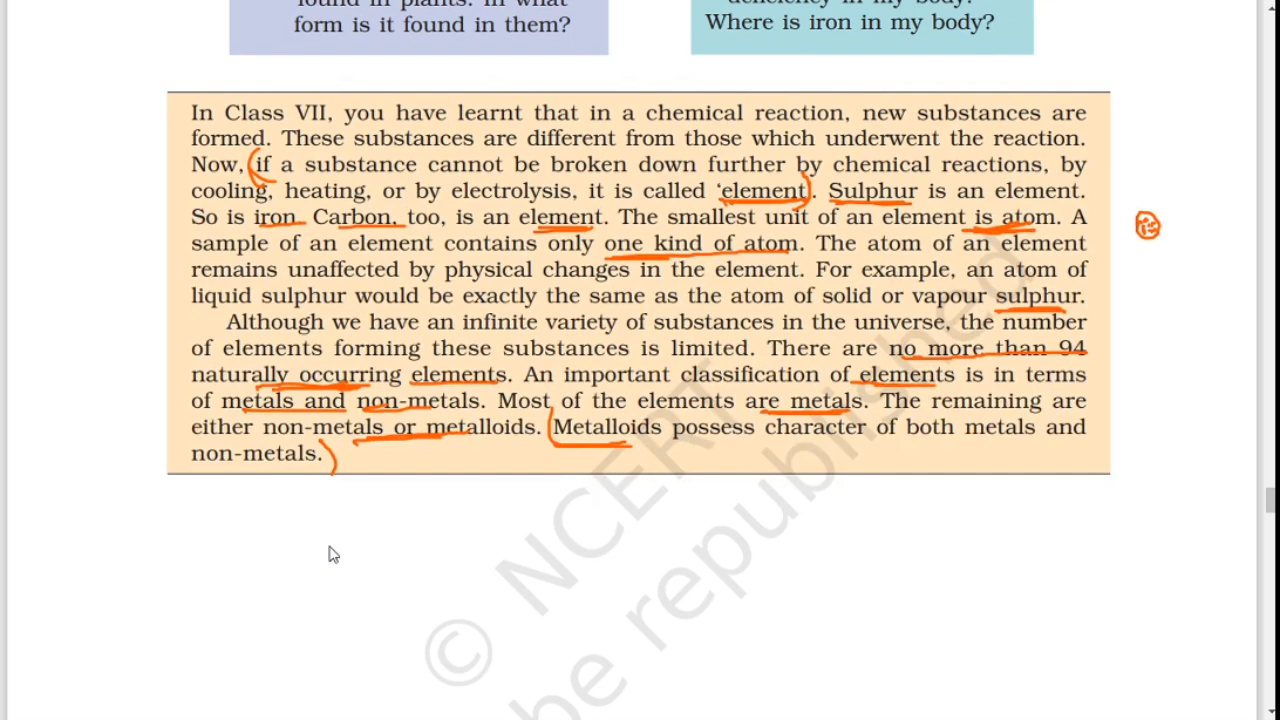 found in plants. In what
form is it found in them?
deficiency in my body?
Where is iron in my body?
In Class VII, you have learnt that in a chemical reaction, new substances are
formed. These substances are different from those which underwent the reaction.
Now, if a substance cannot be broken down further by chemical reactions, by
cooling, heating, or by electrolysis, it is called ‘element’. Sulphur is an element.
So is iron. Carbon, too, is an element. The smallest unit of an element is atom. A
sample of an element contains only one kind of atom. The atom of an element
remains unaffected by physical changes in the element. For example, an atom of
liquid sulphur would be exactly the same as the atom of solid or vapour sulphur.
Although we have an infinite variety of substances in the universe, the number
of elements forming these substances is limited. There are no more than 94
naturally occurring elements. An important classification of elements is in terms
of metals and non-metals. Most of the elements are metals. The remaining are
either non-metals or metalloids. Metalloids possess character of both metals and
non-metals.
© NCERT
be republished